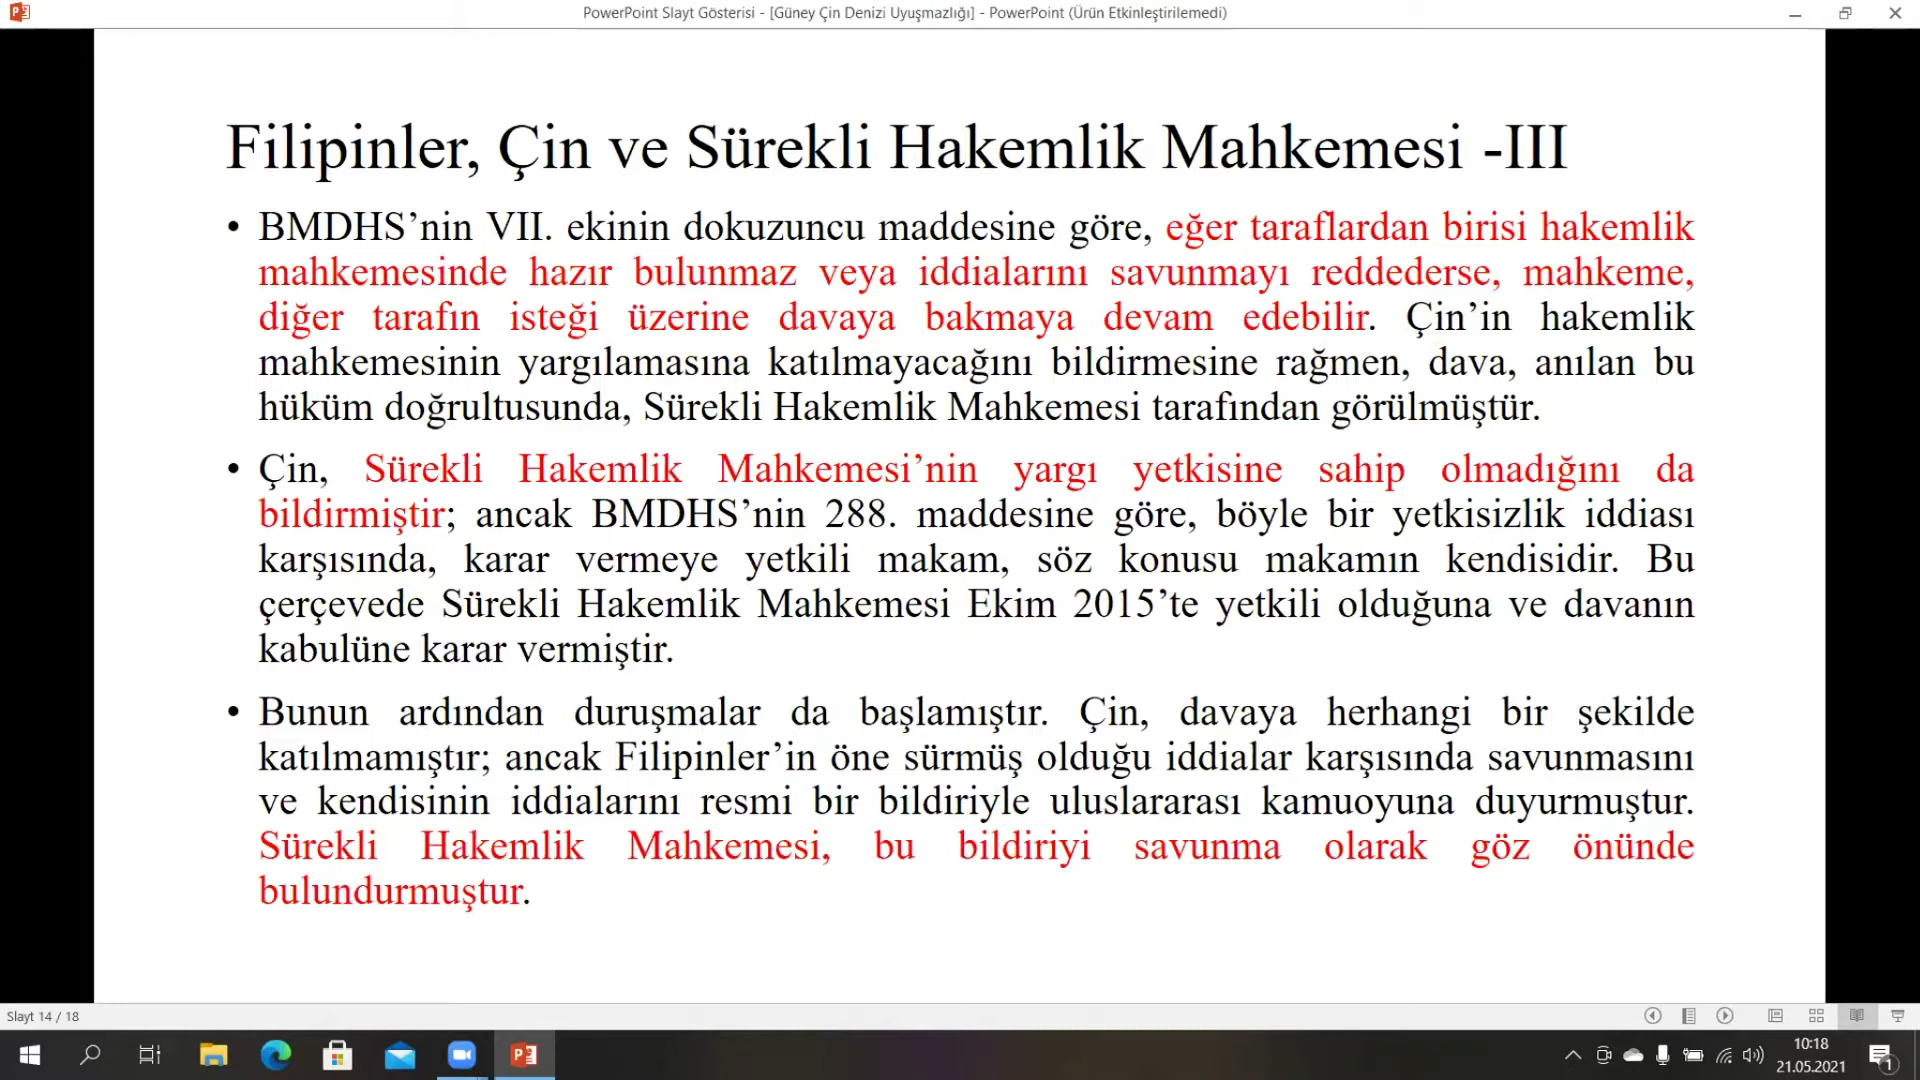 PowerPoint Slayt Gösterisi - [Güney Çin Denizi Uyuşmazlığı] - PowerPoint (Ürün Etkinleştirilemedi)
Filipinler, Çin ve Sürekli Hakemlik Mahkemesi -III
• BMDHS’nin VII. ekinin dokuzuncu maddesine göre, eğer taraflardan birisi hakemlik
mahkemesinde hazır bulunmaz veya iddialarını savunmayı reddederse, mahkeme,
diğer tarafın isteği üzerine davaya bakmaya devam edebilir. Çin’in hakemlik
mahkemesinin yargılamasına katılmayacağını bildirmesine rağmen, dava, anılan bu
hüküm doğrultusunda, Sürekli Hakemlik Mahkemesi tarafından görülmüştür.
• Çin, Sürekli Hakemlik Mahkemesi’nin yargı yetkisine sahip olmadığını da
bildirmiştir; ancak BMDHS’nin 288. maddesine göre, böyle bir yetkisizlik iddiası
karşısında, karar vermeye yetkili makam, söz konusu makamın kendisidir. Bu
çerçevede Sürekli Hakemlik Mahkemesi Ekim 2015’te yetkili olduğuna ve davanın
kabulüne karar vermiştir.
• Bunun ardından duruşmalar da başlamıştır. Çin, davaya herhangi bir şekilde
katılmamıştır; ancak Filipinler’in öne sürmüş olduğu iddialar karşısında savunmasını
ve kendisinin iddialarını resmi bir bildiriyle uluslararası kamuoyuna duyurmuştur.
Sürekli Hakemlik Mahkemesi, bu bildiriyi savunma olarak göz önünde
bulundurmuştur.
Slayt 14 / 18
10:18
21.05.2021
1